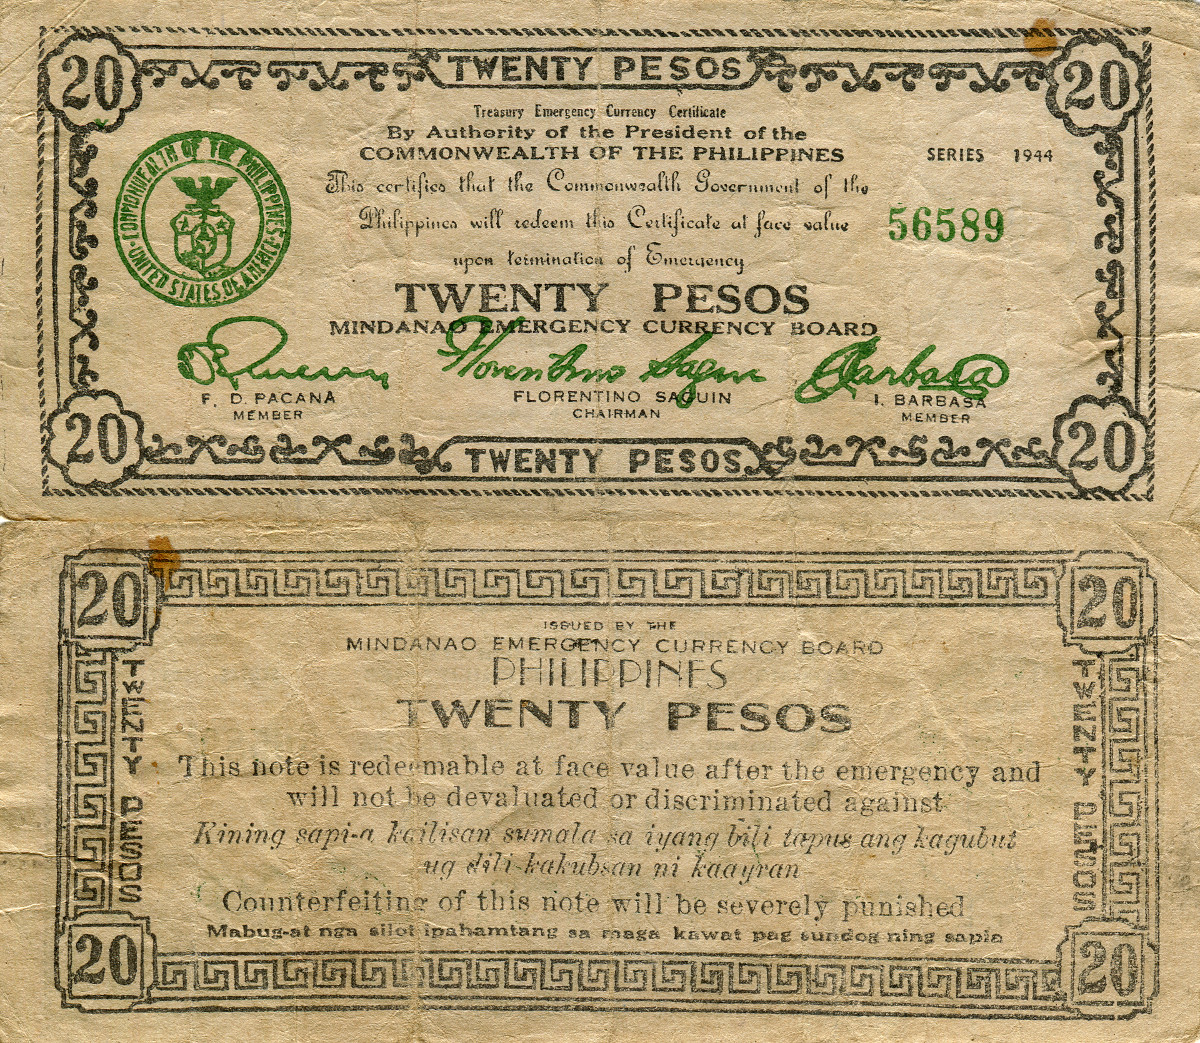 20 TWENTY PESOS 20
Treasury Emergency Currency Certificate
By Authority of the President of the
COMMONWEALTH OF THE PHILIPPINES
SERIES 1944
COMMONWEALTH OF THE PHILIPPINES
UNITED STATES OF AMERICA
This certifies that the Commonwealth Government of the
Philippines will redeem this Certificate at face value
56589
upon termination of Emergency
TWENTY PESOS
MINDANAO EMERGENCY CURRENCY BOARD
Florentino Saguin
Barbasa
F. D. PACANA
MEMBER
FLORENTINO SAGUIN
CHAIRMAN
I. BARBASA
MEMBER
20 TWENTY PESOS 20
20 20
ISSUED BY THE
MINDANAO EMERGENCY CURRENCY BOARD
PHILIPPINES
TWENTY PESOS
TWENTY PESOS
TWENTY PESOS
This note is redeemable at face value after the emergency and
will not be devaluated or discriminated against
Kining sapi-a kailisan sumala sa iyang bili tapus ang kagubut
ug dili kakubsan ni kaayran
Counterfeiting of this note will be severely punished
Mabug-at nga silot ipahamtang sa maga kawat pag sundog ning sapia
20 20